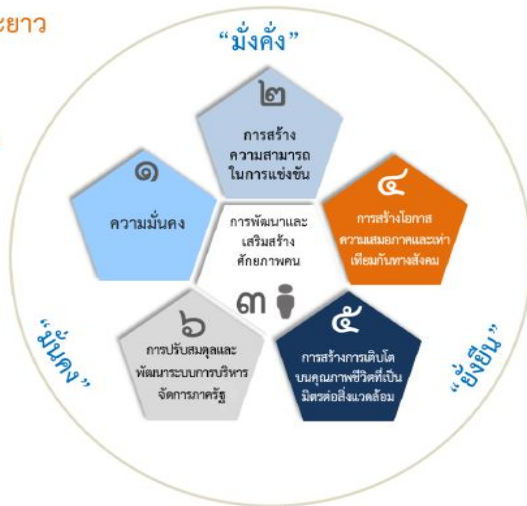 ะยาว
“มั่งคั่ง”
๒
การสร้าง
ความสามารถ
ในการแข่งขัน
๑
ความมั่นคง
๔
การสร้างโอกาส
ความเสมอภาคและเท่า
เทียมกันทางสังคม
การพัฒนาและ
เสริมสร้าง
ศักยภาพคน
๓
๖
การปรับสมดุลและ
พัฒนาระบบการบริหาร
จัดการภาครัฐ
๕
การสร้างการเติบโต
บนคุณภาพชีวิตที่เป็น
มิตรต่อสิ่งแวดล้อม
“มั่นคง”
“ยั่งยืน”